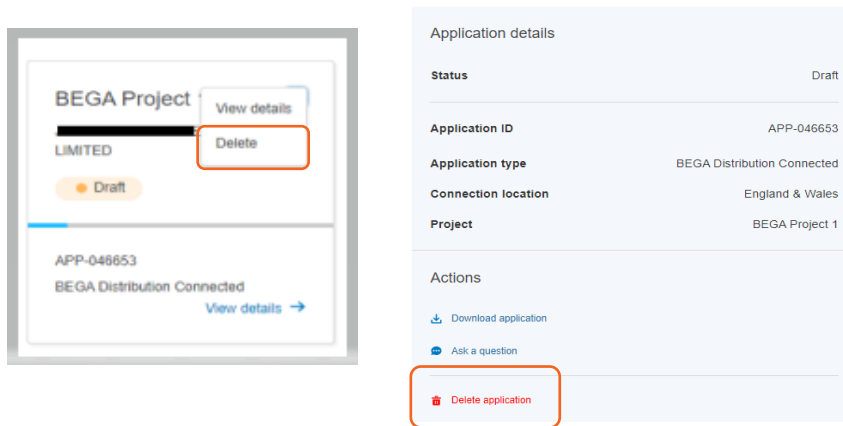 BEGA Project
View details
Delete
LIMITED
Draft
APP-046653
BEGA Distribution Connected
View details →
Application details
Status Draft
Application ID APP-046653
Application type BEGA Distribution Connected
Connection location England & Wales
Project BEGA Project 1
Actions
Download application
Ask a question
Delete application